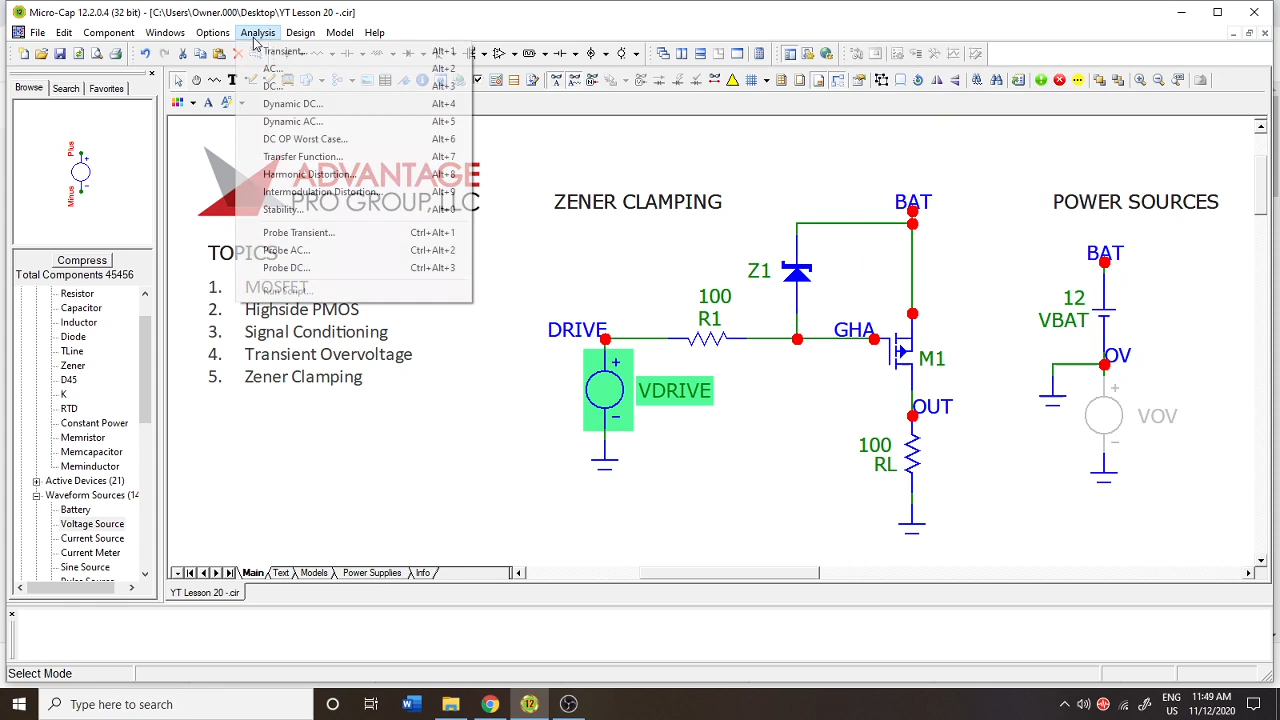 Micro-Cap 12.2.0.4 (32 bit) - [C:\Users\Owner.000\Desktop\YT Lesson 20 -.cir]
File Edit Component Windows Options Analysis Design Model Help
Transient... Alt+1
AC... Alt+2
DC... Alt+3
Dynamic DC... Alt+4
Dynamic AC... Alt+5
DC OP Worst Case... Alt+6
Transfer Function... Alt+7
Harmonic Distortion... Alt+8
Intermodulation Distortion... Alt+9
Stability... Alt+0
Probe Transient... Ctrl+Alt+1
Probe AC... Ctrl+Alt+2
Probe DC... Ctrl+Alt+3
Run Script...
Browse Search Favorites
Plus
Minus
Compress
Total Components 45456
Resistor
Capacitor
Inductor
Diode
TLine
Zener
D45
K
RTD
Constant Power
Memristor
Memcapacitor
Meminductor
Active Devices (21)
Waveform Sources (14
Battery
Voltage Source
Current Source
Current Meter
Sine Source
ADVANTAGE
PRO GROUP, LLC
TOPICS
1. MOSFET
2. Highside PMOS
3. Signal Conditioning
4. Transient Overvoltage
5. Zener Clamping
ZENER CLAMPING
BAT
Z1
100
R1
DRIVE
GHA
M1
+
VDRIVE
−
OUT
100
RL
POWER SOURCES
BAT
12
VBAT
OV
+
VOV
−
Main Text Models Power Supplies Info
YT Lesson 20 -.cir
Select Mode
Type here to search
ENG
US
11:49 AM
11/12/2020